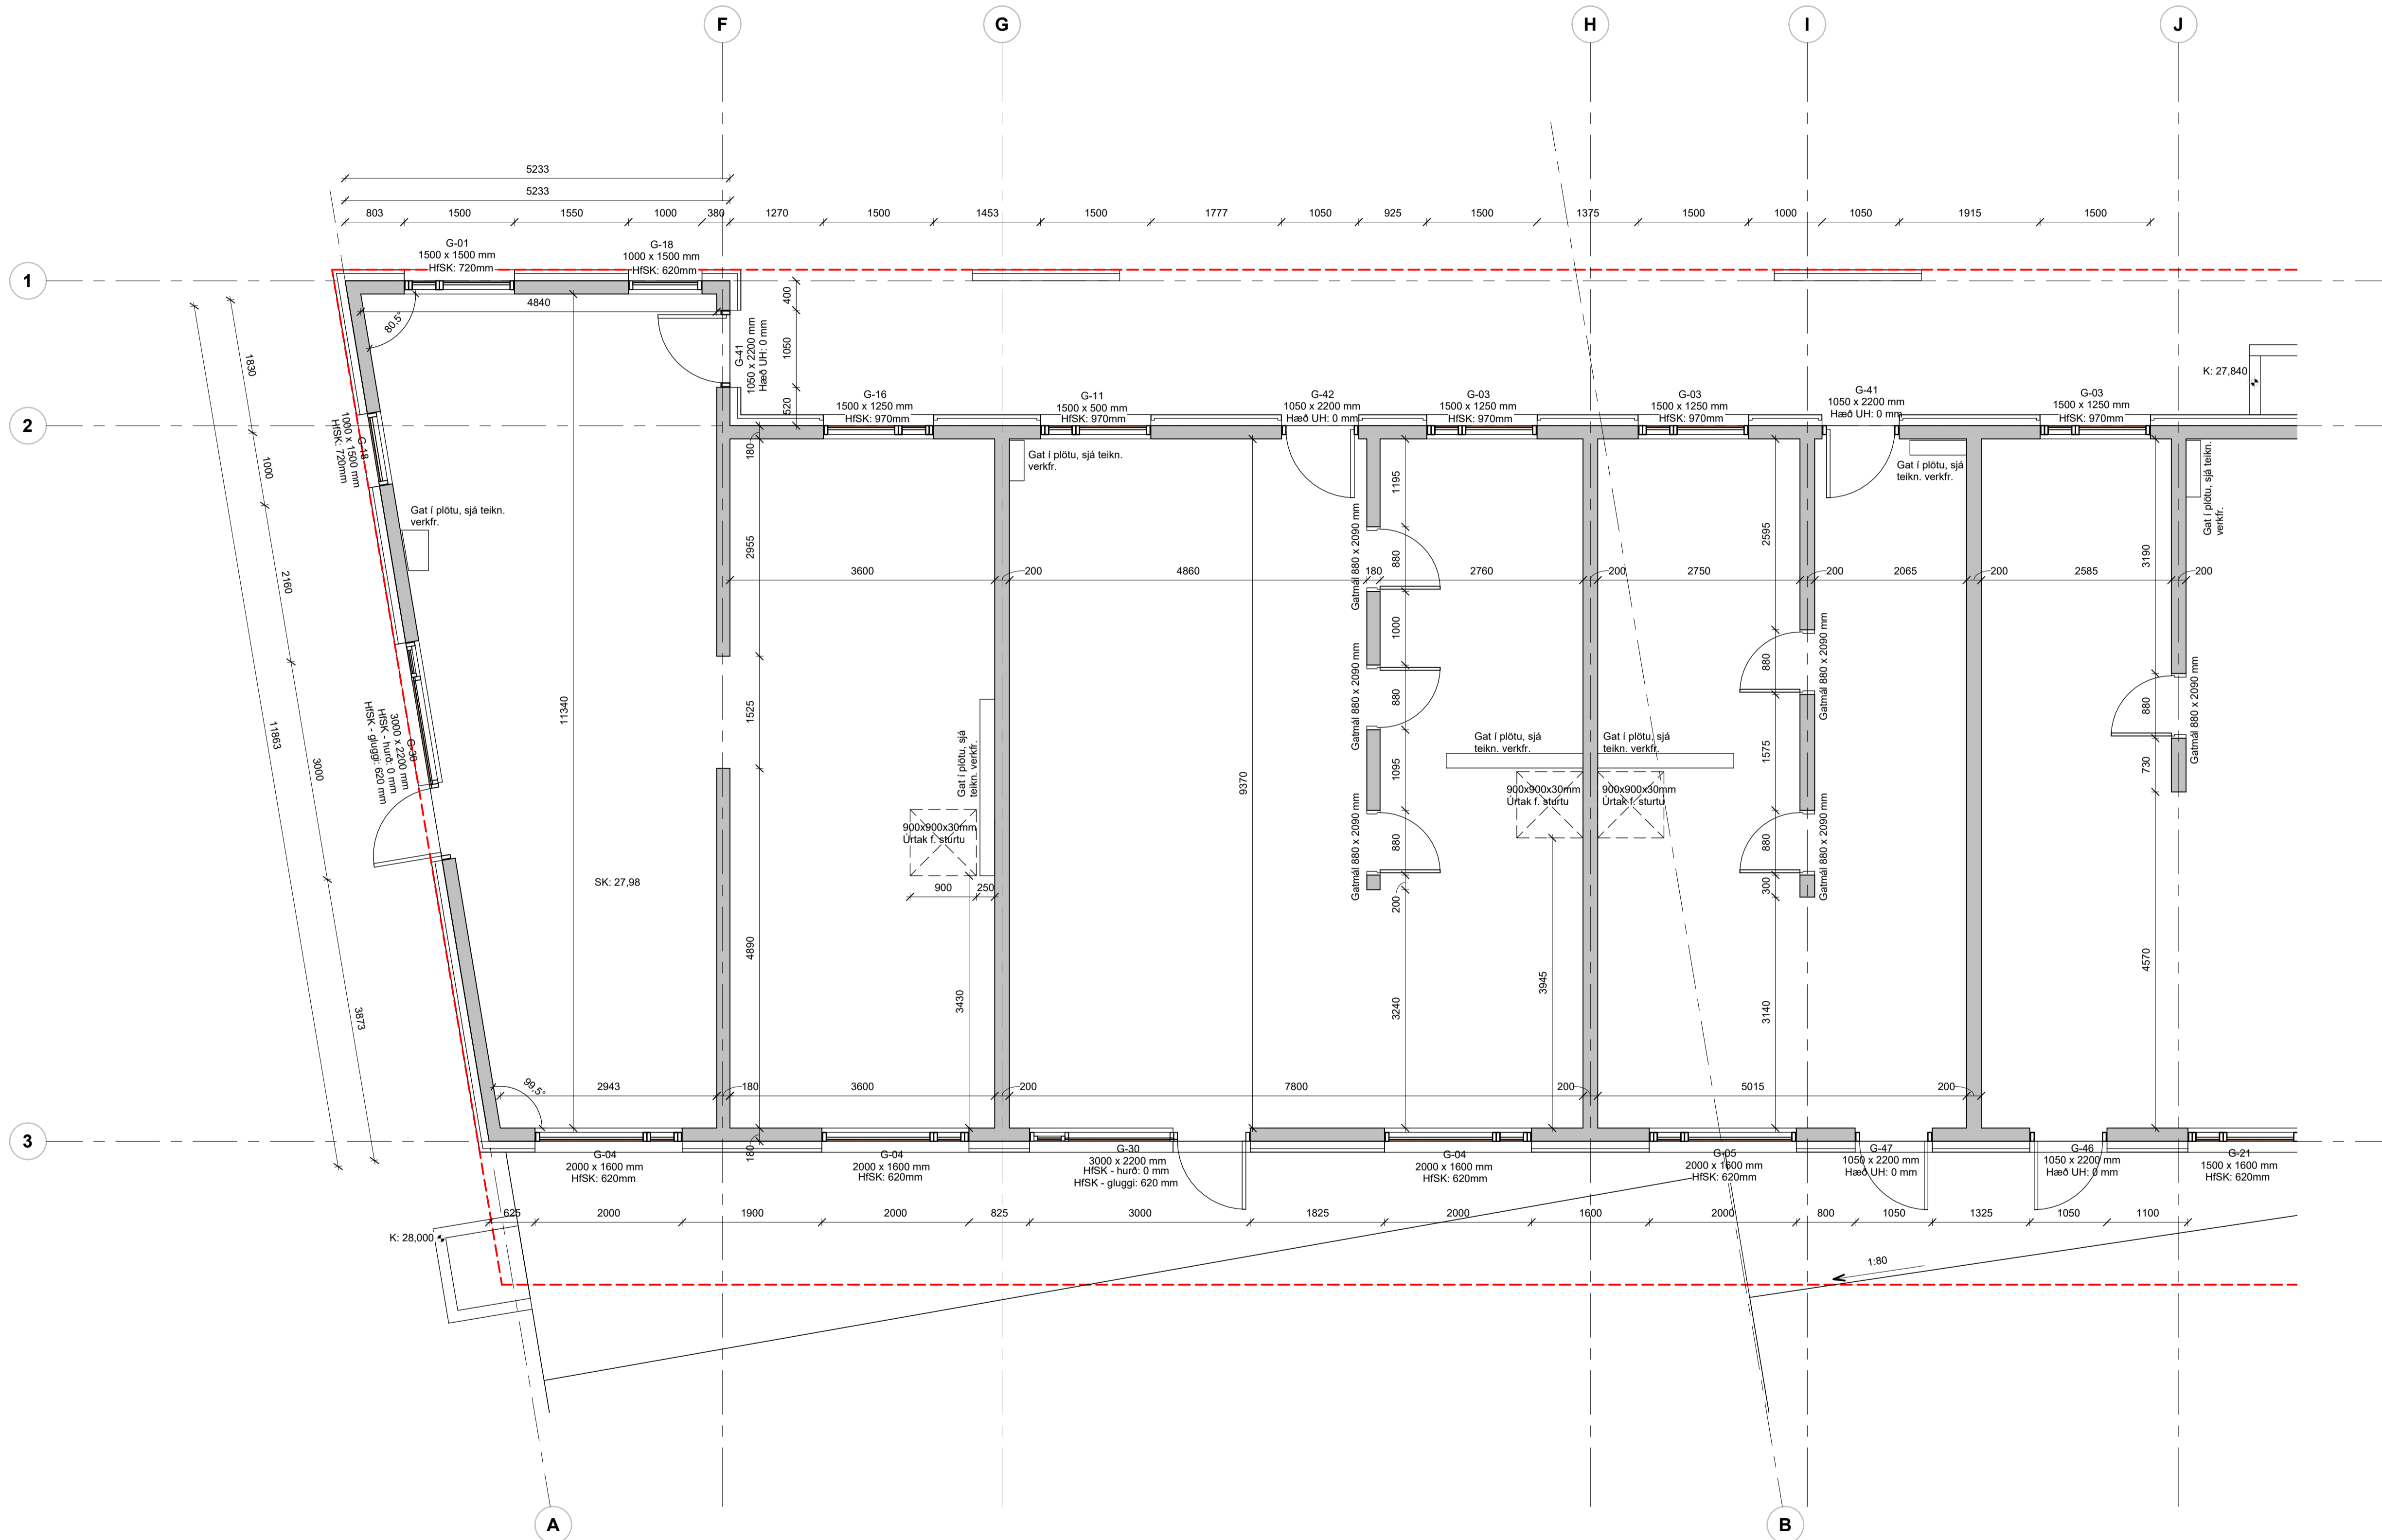 F
G
H
I
J
5233
5233
803
1500
1550
1000
380
1270
1500
1453
1500
1777
1050
925
1500
1375
1500
1000
1050
1915
1500
G-01
1500 x 1500 mm
HfSK: 720mm
G-18
1000 x 1500 mm
HfSK: 620mm
1
4840
80,5°
400
1050
520
G-41
1050 x 2200 mm
Hæð UH: 0 mm
K: 27,840
2
G-16
1500 x 1250 mm
HfSK: 970mm
G-11
1500 x 500 mm
HfSK: 970mm
G-42
1050 x 2200 mm
Hæð UH: 0 mm
G-03
1500 x 1250 mm
HfSK: 970mm
G-03
1500 x 1250 mm
HfSK: 970mm
G-41
1050 x 2200 mm
Hæð UH: 0 mm
G-03
1500 x 1250 mm
HfSK: 970mm
1830
1000
2160
3000
3873
11863
G-18
1000 x 1500 mm
HfSK: 720mm
G-30
3000 x 2200 mm
HfSK - hurð: 0 mm
HfSK - gluggi: 620 mm
Gat í plötu, sjá teikn.
verkfr.
180
Gat í plötu, sjá teikn.
verkfr.
Gat í plötu, sjá
teikn. verkfr.
Gat í plötu, sjá teikn.
verkfr.
11340
2955
1525
4890
180
3600
200
4860
180
2760
200
2750
200
2065
200
2585
200
1195
880
1000
880
1095
880
200
3240
Gatmál 880 x 2090 mm
Gatmál 880 x 2090 mm
Gatmál 880 x 2090 mm
2595
880
1575
880
300
3140
Gatmál 880 x 2090 mm
Gatmál 880 x 2090 mm
3190
880
730
4570
Gatmál 880 x 2090 mm
9370
Gat í plötu, sjá
teikn. verkfr.
Gat í plötu, sjá
teikn. verkfr.
Gat í plötu, sjá
teikn. verkfr.
900x900x30mm
Úrtak f. sturtu
900x900x30mm
Úrtak f. sturtu
900x900x30mm
Úrtak f. sturtu
900
250
3430
3945
SK: 27,98
99,5°
2943
180
3600
200
7800
200
5015
200
3
G-04
2000 x 1600 mm
HfSK: 620mm
G-04
2000 x 1600 mm
HfSK: 620mm
G-30
3000 x 2200 mm
HfSK - hurð: 0 mm
HfSK - gluggi: 620 mm
G-04
2000 x 1600 mm
HfSK: 620mm
G-05
2000 x 1600 mm
HfSK: 620mm
G-47
1050 x 2200 mm
Hæð UH: 0 mm
G-46
1050 x 2200 mm
Hæð UH: 0 mm
G-21
1500 x 1600 mm
HfSK: 620mm
625
2000
1900
2000
825
3000
1825
2000
1600
2000
800
1050
1325
1050
1100
K: 28,000
1:80
A
B